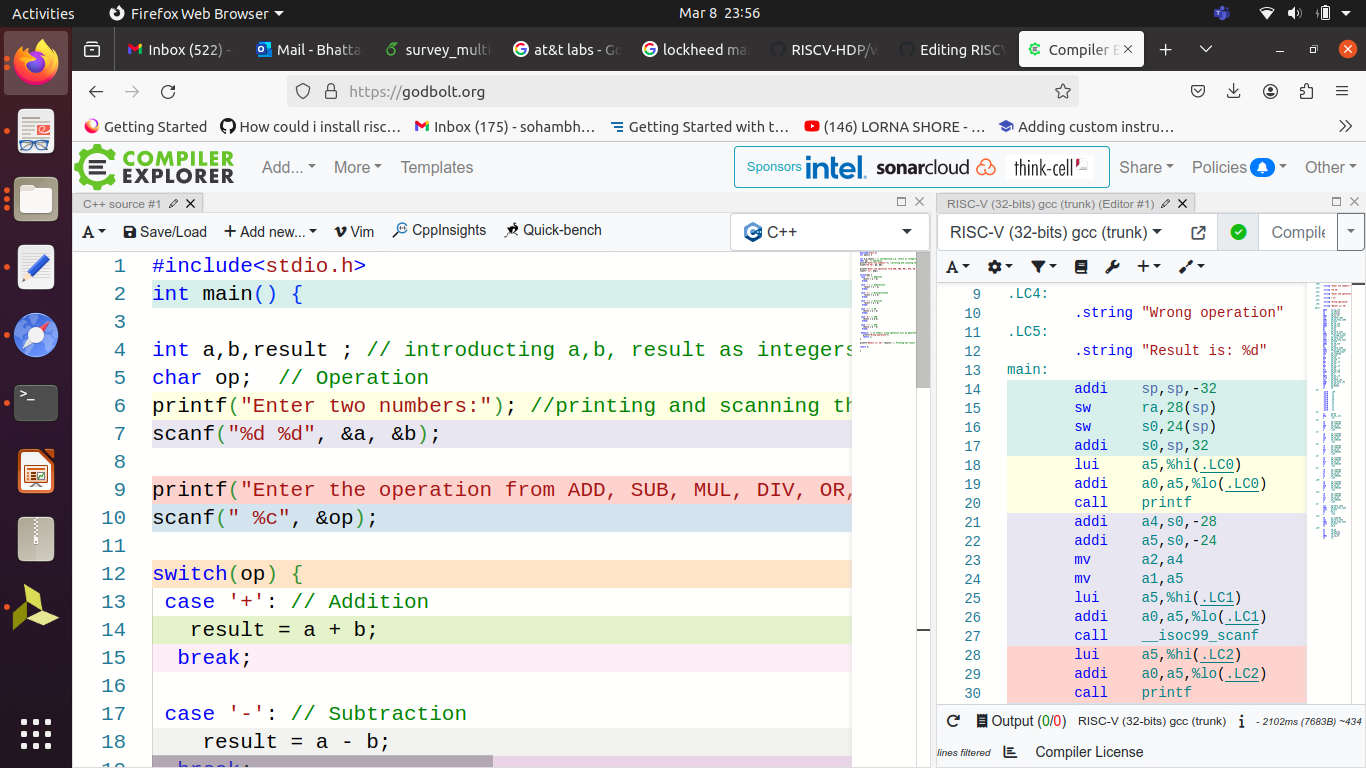 Activities Firefox Web Browser Mar 8 23:56
Inbox (522) - Mail - Bhatta survey_multi at&t labs - Go lockheed ma RISCV-HDP/w Editing RISC Compiler E
https://godbolt.org
Getting Started How could i install risc… Inbox (175) - sohambh… Getting Started with t… (146) LORNA SHORE - … Adding custom instru…
COMPILER
EXPLORER
Add... More Templates Sponsors intel. sonarcloud think-cell Share Policies Other
C++ source #1
A Save/Load + Add new... Vim CppInsights Quick-bench C++
1 #include<stdio.h>
2 int main() {
3
4 int a,b,result ; // introducting a,b, result as integers
5 char op;  // Operation
6 printf("Enter two numbers:"); //printing and scanning th
7 scanf("%d %d", &a, &b);
8
9 printf("Enter the operation from ADD, SUB, MUL, DIV, OR,
10 scanf(" %c", &op);
11
12 switch(op) {
13  case '+': // Addition
14    result = a + b;
15   break;
16
17  case '-': // Subtraction
18     result = a - b;
19   break;
RISC-V (32-bits) gcc (trunk) (Editor #1)
RISC-V (32-bits) gcc (trunk) Compile
A
9 .LC4:
10 .string "Wrong operation"
11 .LC5:
12 .string "Result is: %d"
13 main:
14 addi sp,sp,-32
15 sw ra,28(sp)
16 sw s0,24(sp)
17 addi s0,sp,32
18 lui a5,%hi(.LC0)
19 addi a0,a5,%lo(.LC0)
20 call printf
21 addi a4,s0,-28
22 addi a5,s0,-24
23 mv a2,a4
24 mv a1,a5
25 lui a5,%hi(.LC1)
26 addi a0,a5,%lo(.LC1)
27 call __isoc99_scanf
28 lui a5,%hi(.LC2)
29 addi a0,a5,%lo(.LC2)
30 call printf
Output (0/0) RISC-V (32-bits) gcc (trunk) i - 2102ms (7683B) ~434
lines filtered Compiler License